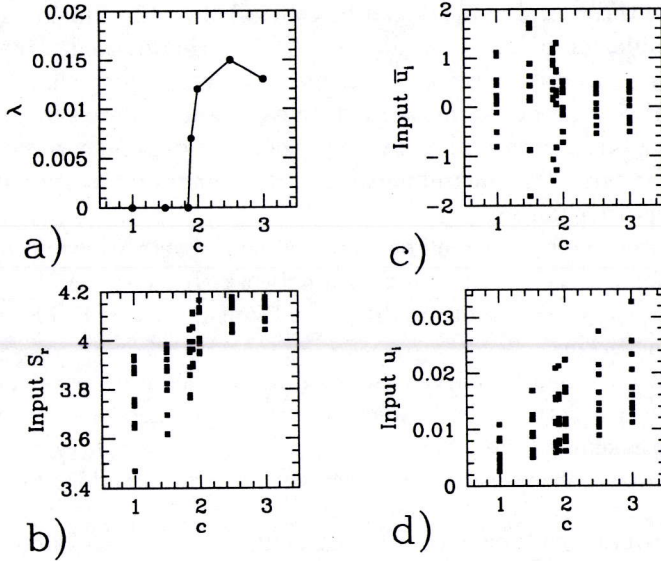 0.02
0.015
λ
0.01
0.005
0
1 2 3
c
a)
4.2
4
Input S_r
3.8
3.6
3.4
1 2 3
c
b)
2
1
Input ū_i
0
−1
−2
1 2 3
c
c)
0.03
0.02
Input u_i
0.01
0
1 2 3
c
d)